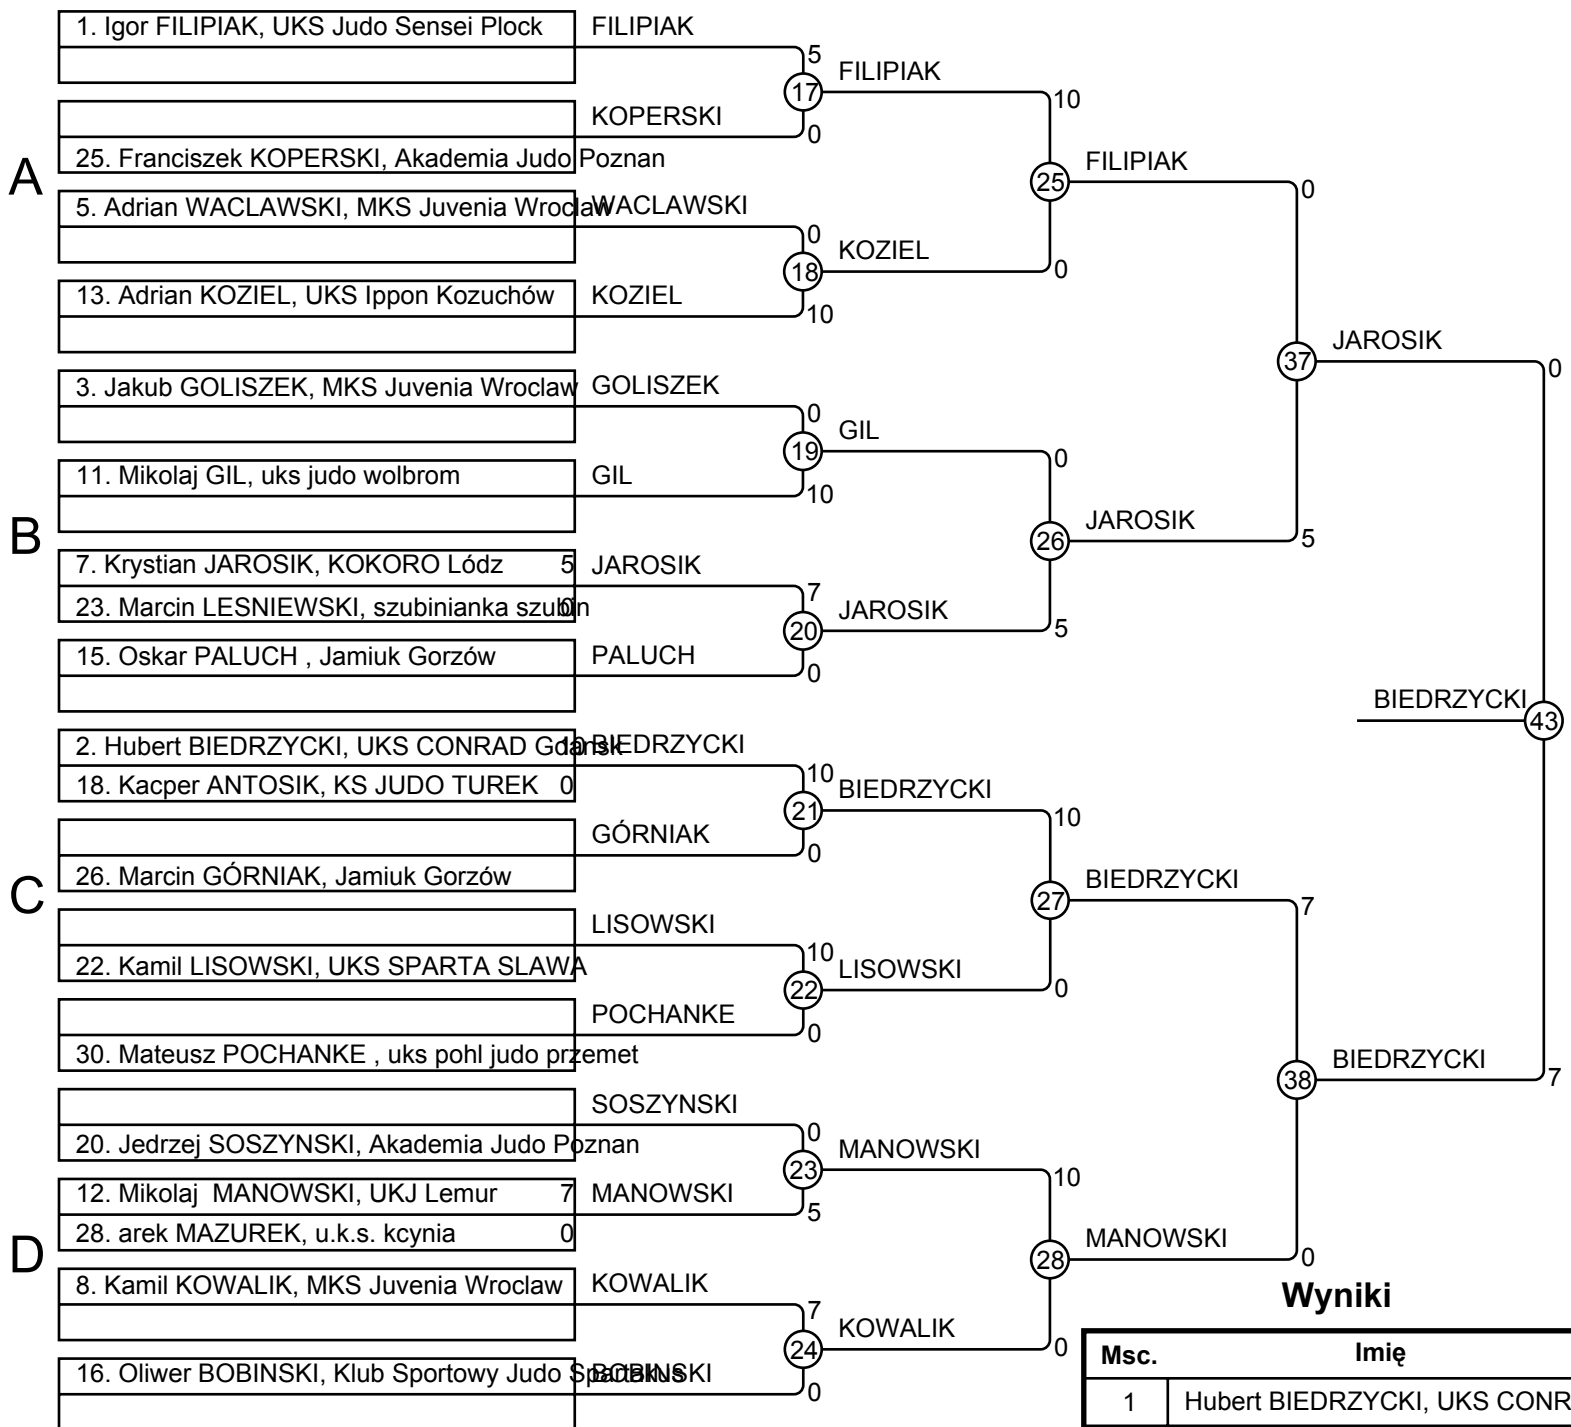 1. Igor FILIPIAK, UKS Judo Sensei Plock
FILIPIAK
5
17
FILIPIAK
10
KOPERSKI
0
25. Franciszek KOPERSKI, Akademia Judo Poznan
A
25
FILIPIAK
0
5. Adrian WACLAWSKI, MKS Juvenia Wroclaw
WACLAWSKI
0
18
KOZIEL
0
13. Adrian KOZIEL, UKS Ippon Kozuchów
KOZIEL
10
37
JAROSIK
0
3. Jakub GOLISZEK, MKS Juvenia Wroclaw
GOLISZEK
0
19
GIL
0
11. Mikolaj GIL, uks judo wolbrom
GIL
10
B
26
JAROSIK
5
7. Krystian JAROSIK, KOKORO Lódz 5
JAROSIK
7
23. Marcin LESNIEWSKI, szubinianka szubin 0
20
JAROSIK
5
15. Oskar PALUCH , Jamiuk Gorzów
PALUCH
0
BIEDRZYCKI
43
2. Hubert BIEDRZYCKI, UKS CONRAD Gdansk 10
BIEDRZYCKI
10
18. Kacper ANTOSIK, KS JUDO TUREK 0
21
BIEDRZYCKI
10
GÓRNIAK
0
26. Marcin GÓRNIAK, Jamiuk Gorzów
C
27
BIEDRZYCKI
7
LISOWSKI
10
22. Kamil LISOWSKI, UKS SPARTA SLAWA
22
LISOWSKI
0
POCHANKE
0
30. Mateusz POCHANKE , uks pohl judo przemet
38
BIEDRZYCKI
7
SOSZYNSKI
0
20. Jedrzej SOSZYNSKI, Akademia Judo Poznan
23
MANOWSKI
10
12. Mikolaj MANOWSKI, UKJ Lemur 7
MANOWSKI
5
28. arek MAZUREK, u.k.s. kcynia 0
D
28
MANOWSKI
0
8. Kamil KOWALIK, MKS Juvenia Wroclaw
KOWALIK
7
24
KOWALIK
0
16. Oliwer BOBINSKI, Klub Sportowy Judo Spartakus
BOBINSKI
0
Wyniki
Msc. Imię
1 Hubert BIEDRZYCKI, UKS CONR